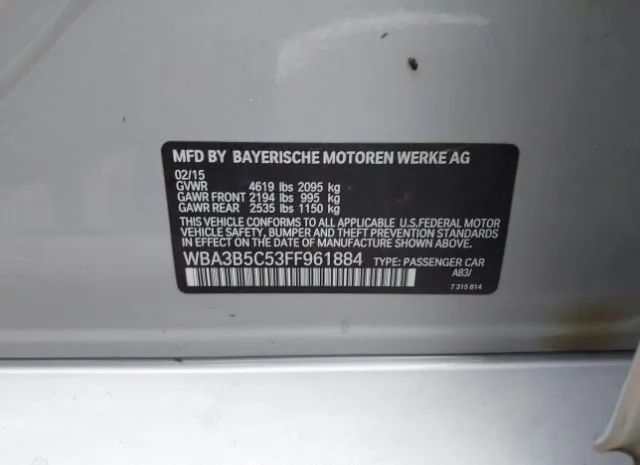 MFD BY BAYERISCHE MOTOREN WERKE AG
02/15
GVWR 4619 lbs 2095 kg
GAWR FRONT 2194 lbs 995 kg
GAWR REAR 2535 lbs 1150 kg
THIS VEHICLE CONFORMS TO ALL APPLICABLE U.S.FEDERAL MOTOR
VEHICLE SAFETY, BUMPER, AND THEFT PREVENTION STANDARDS
IN EFFECT ON THE DATE OF MANUFACTURE SHOWN ABOVE.
WBA3B5C53FF961884 TYPE: PASSENGER CAR
A83/
7 315 814